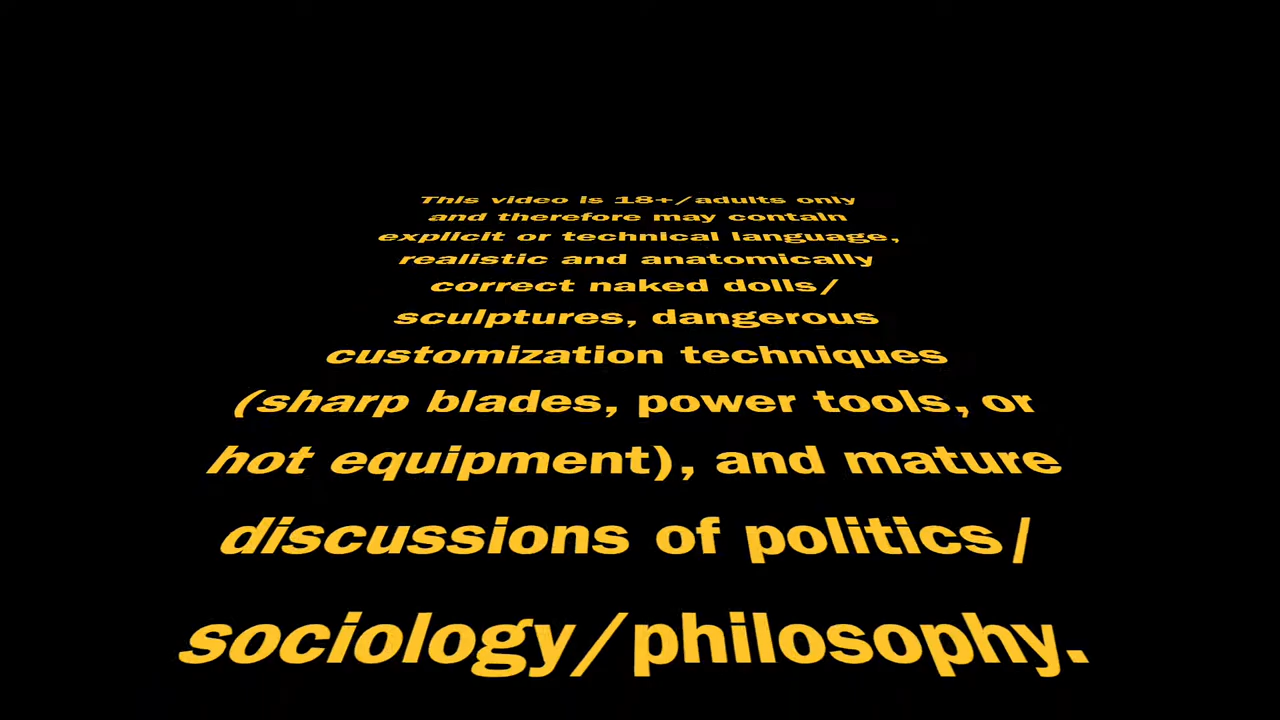 This video is 18+/adults only
and therefore may contain
explicit or technical language,
realistic and anatomically
correct naked dolls/
sculptures, dangerous
customization techniques
(sharp blades, power tools, or
hot equipment), and mature
discussions of politics/
sociology/philosophy.